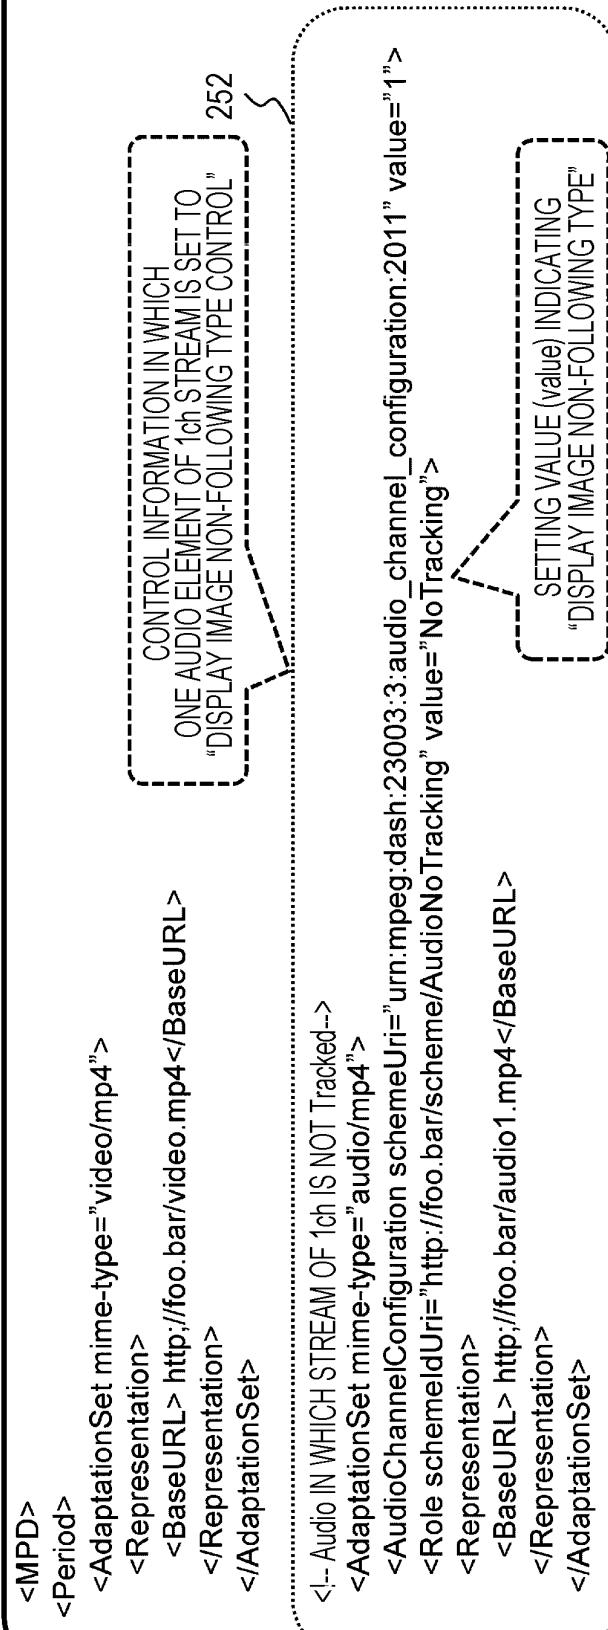 <MPD>
<Period>
<AdaptationSet mime-type="video/mp4">
<Representation>
<BaseURL> http;//foo.bar/video.mp4</BaseURL>
</Representation>
</AdaptationSet>
CONTROL INFORMATION IN WHICH
ONE AUDIO ELEMENT OF 1ch STREAM IS SET TO
“DISPLAY IMAGE NON-FOLLOWING TYPE CONTROL”
252
<!-- Audio IN WHICH STREAM OF 1ch IS NOT Tracked-->
<AdaptationSet mime-type="audio/mp4”>
<AudioChannelConfiguration schemeUri=”urn:mpeg:dash:23003:3:audio_channel_configuration:2011” value=”1”>
<Role schemeIdUri=”http://foo.bar/scheme/AudioNoTracking” value=”NoTracking”>
<Representation>
<BaseURL> http;//foo.bar/audio1.mp4</BaseURL>
</Representation>
</AdaptationSet>
SETTING VALUE (value) INDICATING
“DISPLAY IMAGE NON-FOLLOWING TYPE”